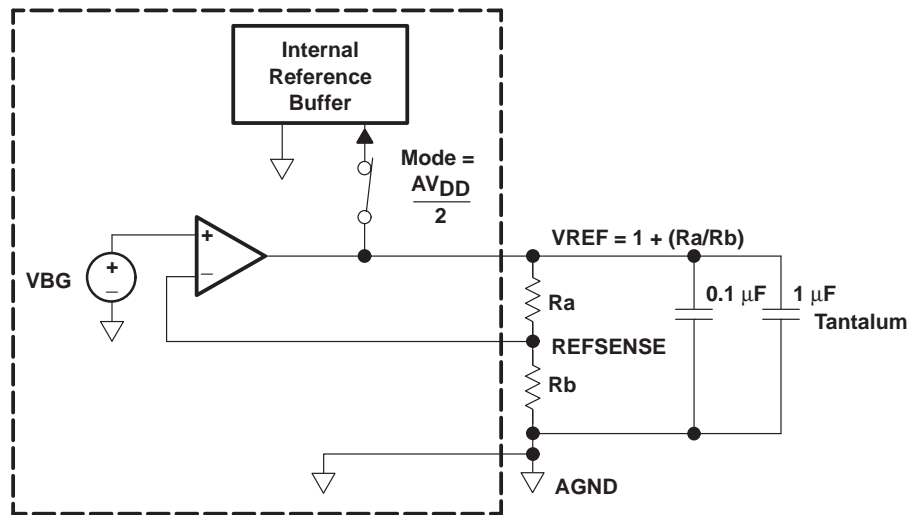 Internal
Reference
Buffer
Mode =
AVDD
2
VREF = 1 + (Ra/Rb)
+
−
VBG
+
−
Ra
0.1 μF
1 μF
Tantalum
REFSENSE
Rb
AGND